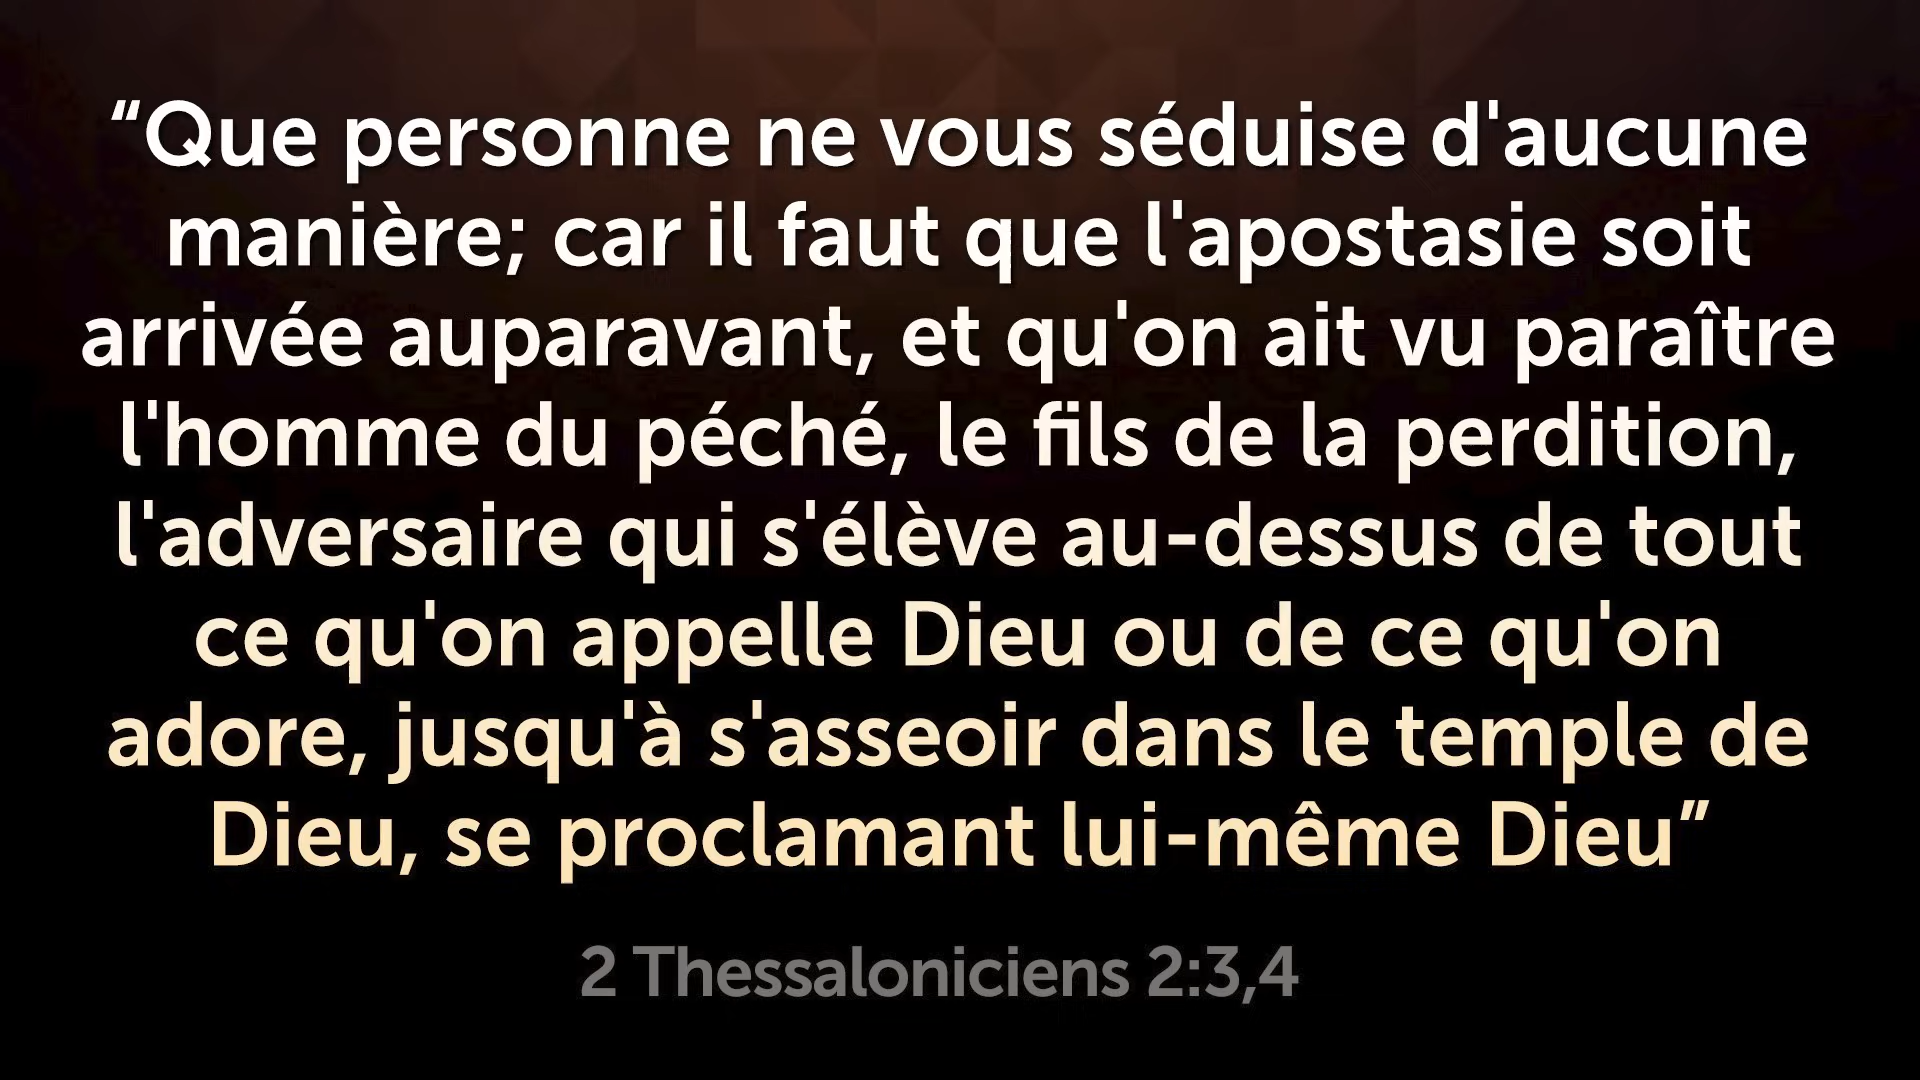 “Que personne ne vous séduise d'aucune
manière; car il faut que l'apostasie soit
arrivée auparavant, et qu'on ait vu paraître
l'homme du péché, le fils de la perdition,
l'adversaire qui s'élève au-dessus de tout
ce qu'on appelle Dieu ou de ce qu'on
adore, jusqu'à s'asseoir dans le temple de
Dieu, se proclamant lui-même Dieu”
2 Thessaloniciens 2:3,4